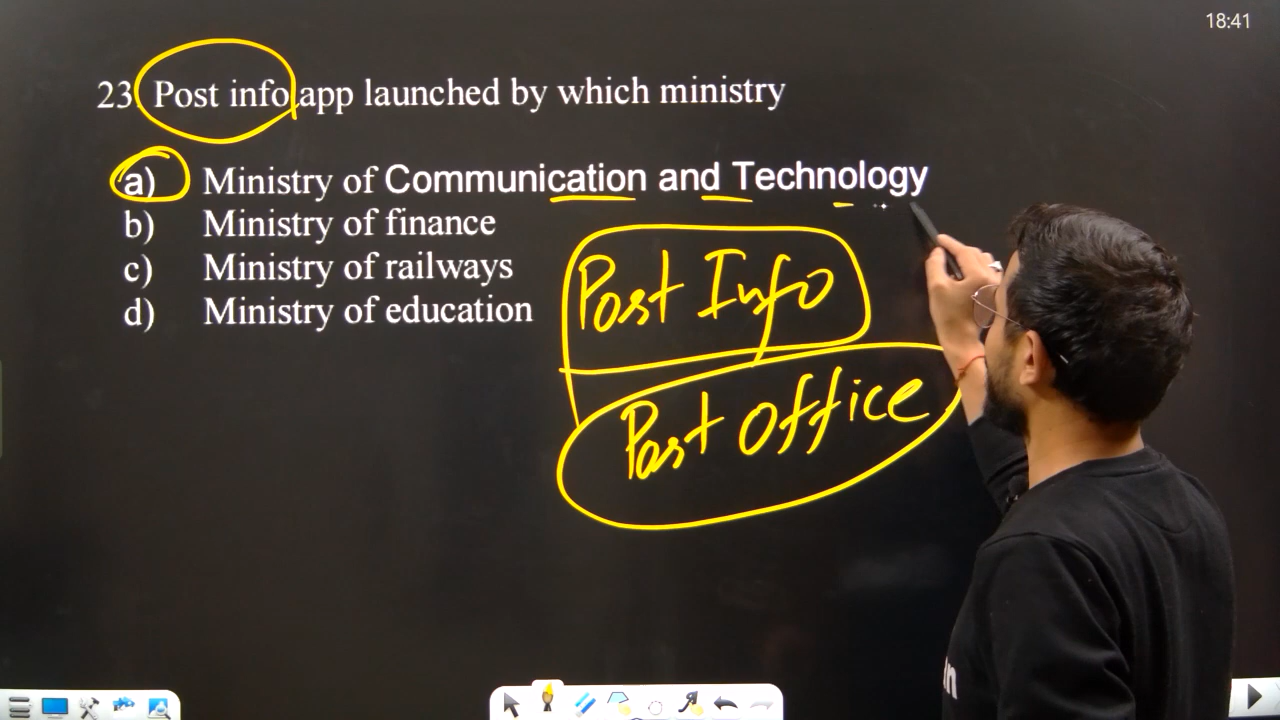 18:41
23. Post info app launched by which ministry
a) Ministry of Communication and Technology
b) Ministry of finance
c) Ministry of railways
d) Ministry of education
Post Info
Post Office